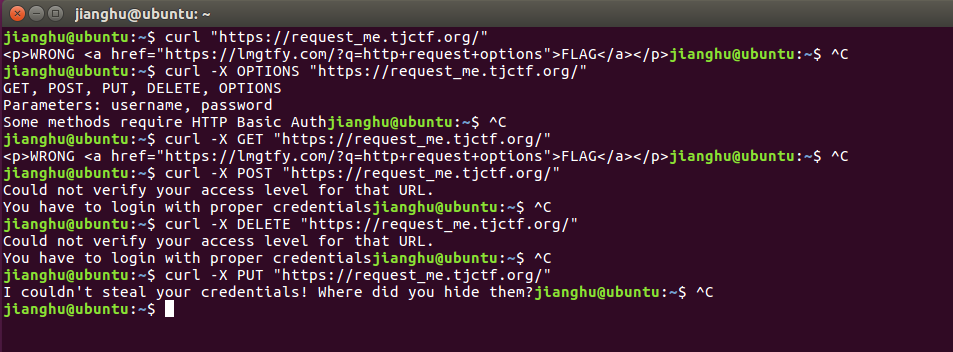 jianghu@ubuntu: ~
jianghu@ubuntu:~$ curl "https://request_me.tjctf.org/"
<p>WRONG <a href="https://lmgtfy.com/?q=http+request+options">FLAG</a></p>jianghu@ubuntu:~$ ^C
jianghu@ubuntu:~$ curl -X OPTIONS "https://request_me.tjctf.org/"
GET, POST, PUT, DELETE, OPTIONS
Parameters: username, password
Some methods require HTTP Basic Authjianghu@ubuntu:~$ ^C
jianghu@ubuntu:~$ curl -X GET "https://request_me.tjctf.org/"
<p>WRONG <a href="https://lmgtfy.com/?q=http+request+options">FLAG</a></p>jianghu@ubuntu:~$ ^C
jianghu@ubuntu:~$ curl -X POST "https://request_me.tjctf.org/"
Could not verify your access level for that URL.
You have to login with proper credentialsjianghu@ubuntu:~$ ^C
jianghu@ubuntu:~$ curl -X DELETE "https://request_me.tjctf.org/"
Could not verify your access level for that URL.
You have to login with proper credentialsjianghu@ubuntu:~$ ^C
jianghu@ubuntu:~$ curl -X PUT "https://request_me.tjctf.org/"
I couldn't steal your credentials! Where did you hide them?jianghu@ubuntu:~$ ^C
jianghu@ubuntu:~$